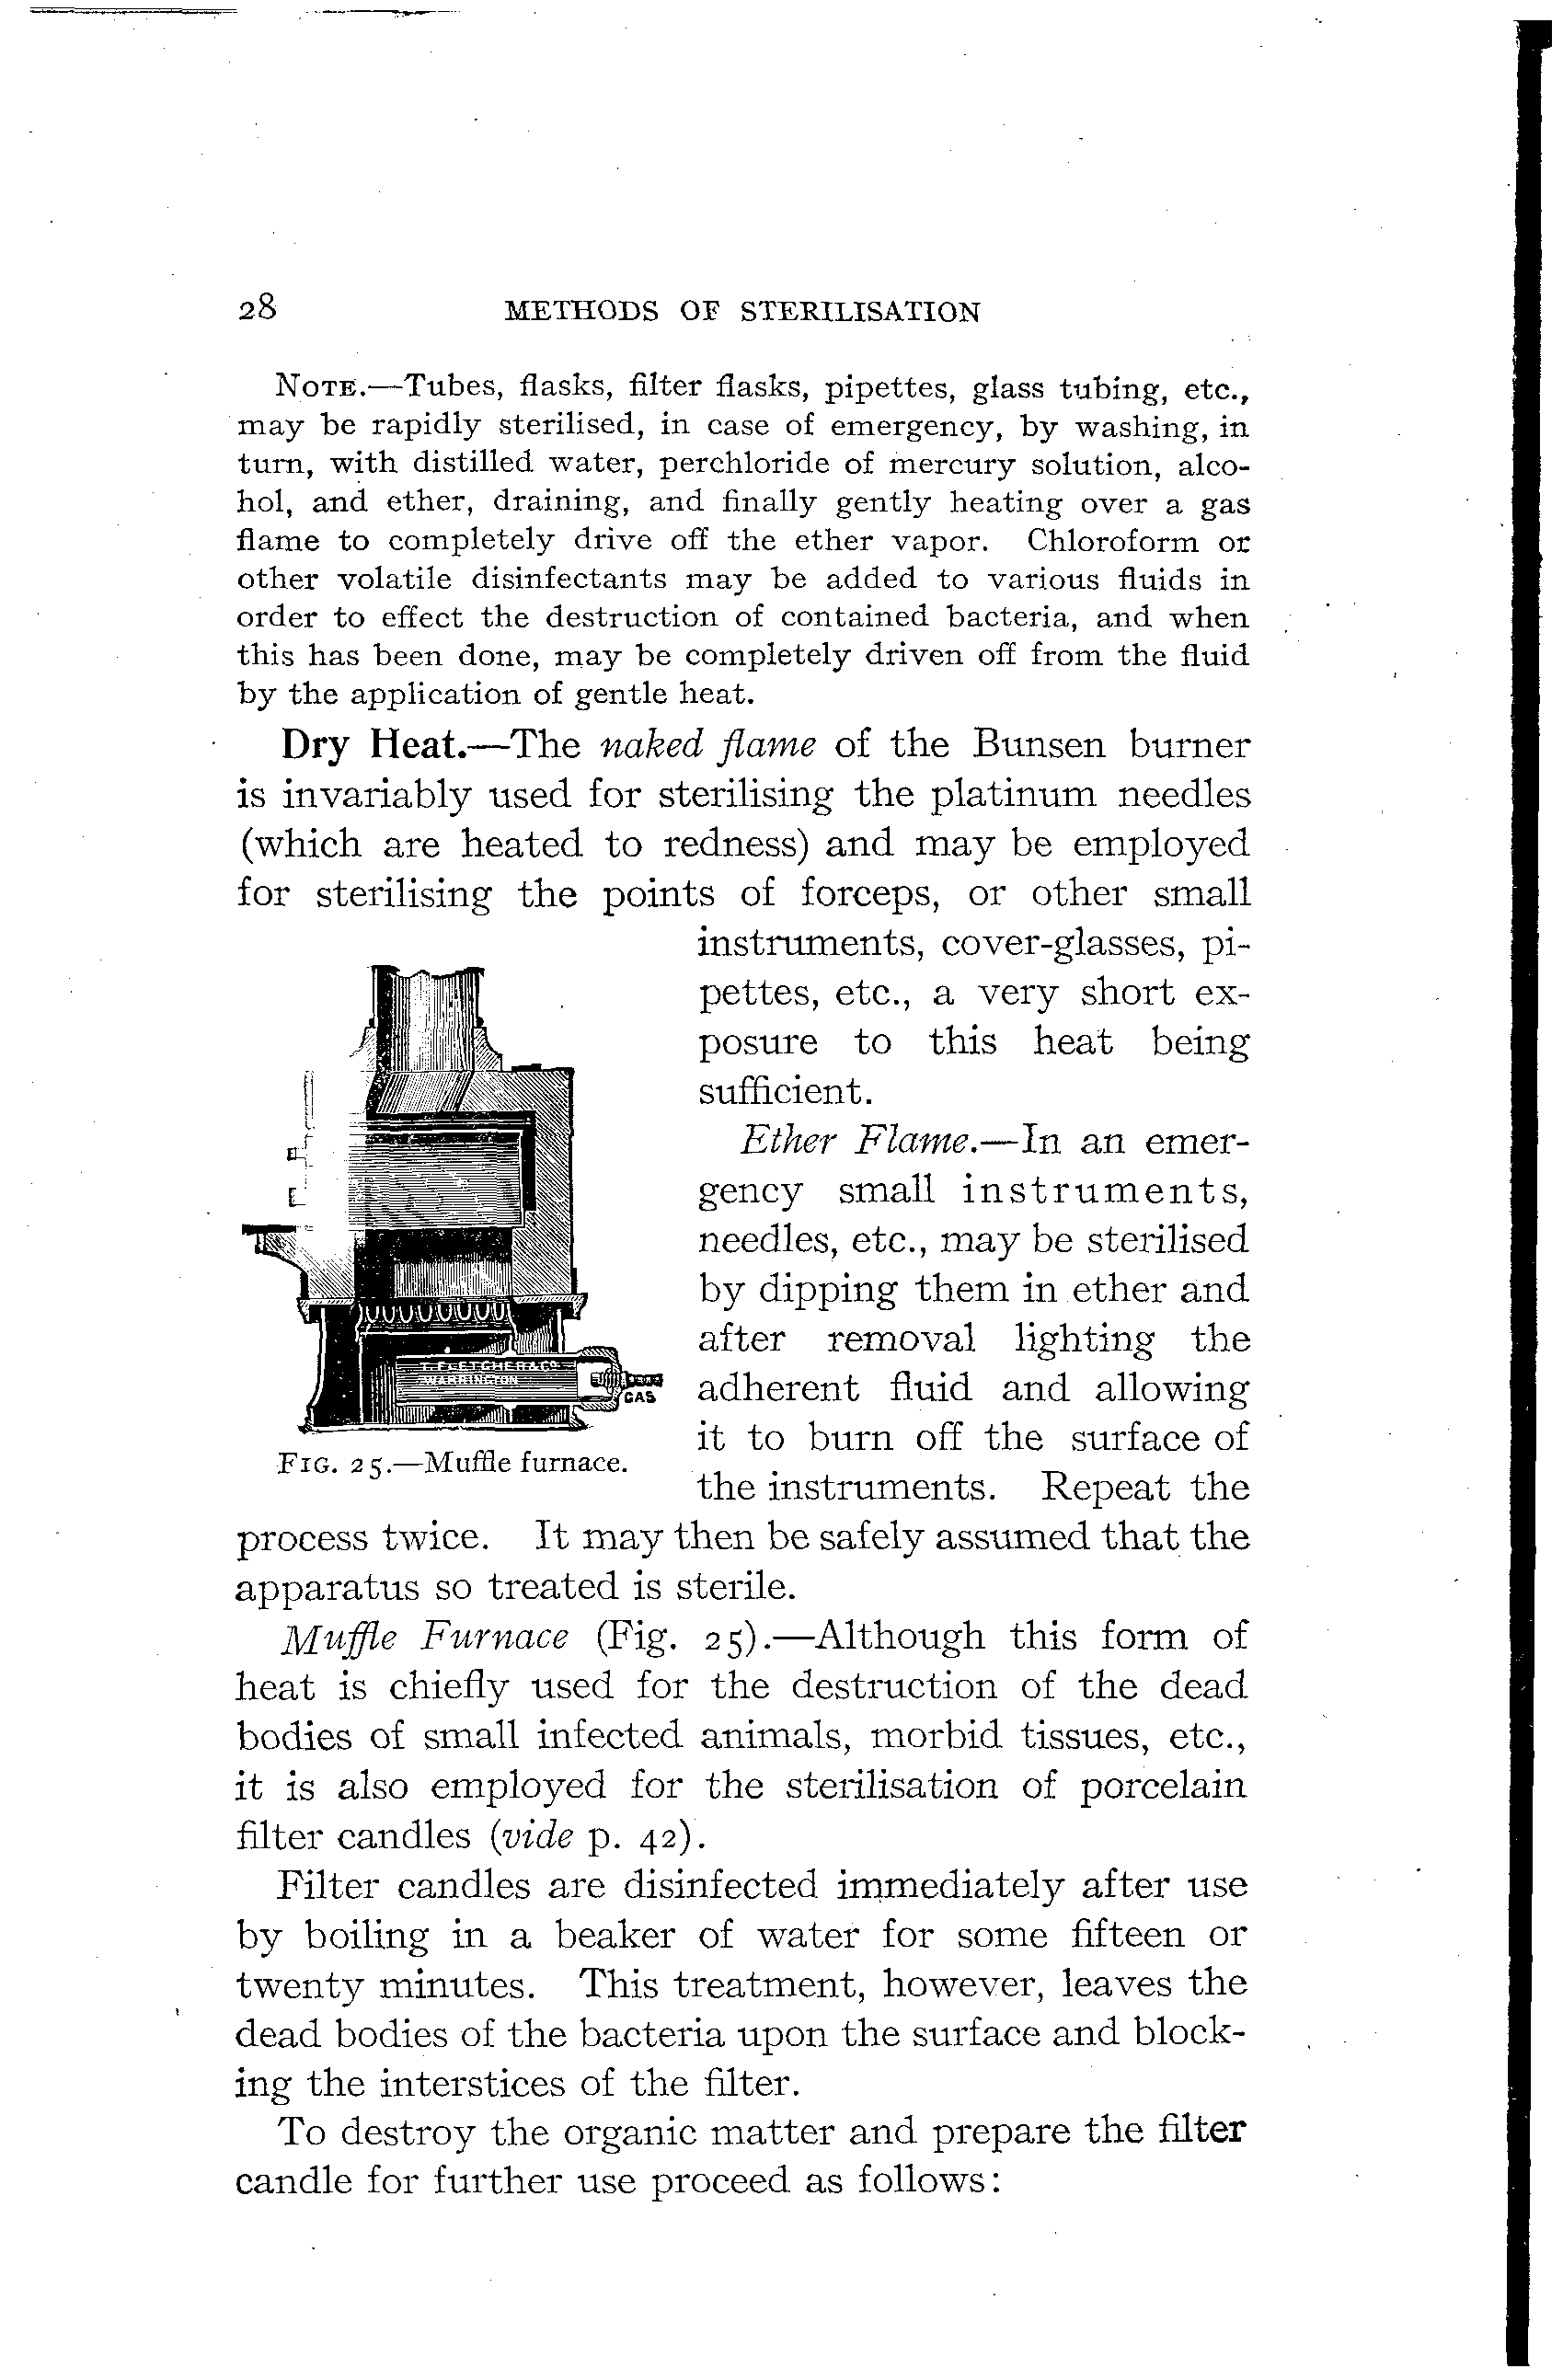 28 METHODS OF STERILISATION
NOTE.—Tubes, flasks, filter flasks, pipettes, glass tubing, etc.,
may be rapidly sterilised, in case of emergency, by washing, in
turn, with distilled water, perchloride of mercury solution, alco-
hol, and ether, draining, and finally gently heating over a gas
flame to completely drive off the ether vapor. Chloroform or
other volatile disinfectants may be added to various fluids in
order to effect the destruction of contained bacteria, and when
this has been done, may be completely driven off from the fluid
by the application of gentle heat.
Dry Heat.—The naked flame of the Bunsen burner
is invariably used for sterilising the platinum needles
(which are heated to redness) and may be employed
for sterilising the points of forceps, or other small
instruments, cover-glasses, pi-
pettes, etc., a very short ex-
posure to this heat being
sufficient.
Ether Flame.—In an emer-
gency small instruments,
needles, etc., may be sterilised
by dipping them in ether and
after removal lighting the
adherent fluid and allowing
it to burn off the surface of
the instruments. Repeat the
T. FLETCHER & CO
WARRINGTON
GAS
FIG. 25.—Muffle furnace.
process twice. It may then be safely assumed that the
apparatus so treated is sterile.
Muffle Furnace (Fig. 25).—Although this form of
heat is chiefly used for the destruction of the dead
bodies of small infected animals, morbid tissues, etc.,
it is also employed for the sterilisation of porcelain
filter candles (vide p. 42).
Filter candles are disinfected immediately after use
by boiling in a beaker of water for some fifteen or
twenty minutes. This treatment, however, leaves the
dead bodies of the bacteria upon the surface and block-
ing the interstices of the filter.
To destroy the organic matter and prepare the filter
candle for further use proceed as follows: